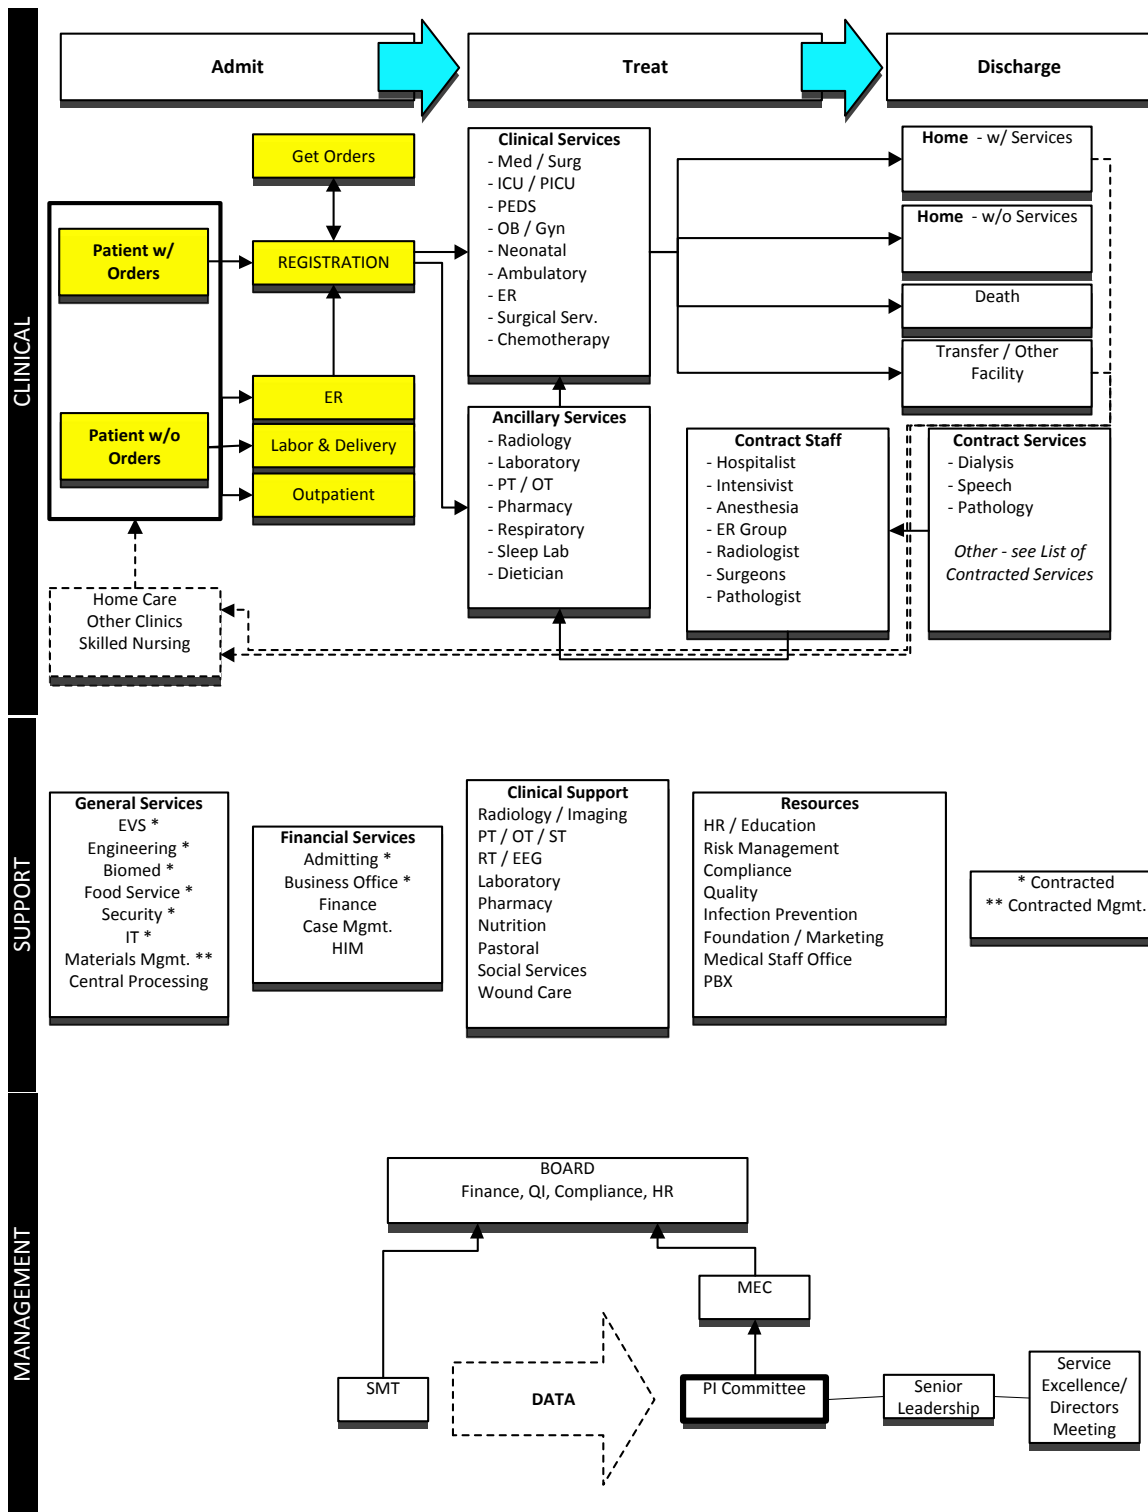 CLINICAL
Admit
Treat
Discharge
Get Orders
Patient w/
Orders
REGISTRATION
ER
Patient w/o
Orders
Labor & Delivery
Outpatient
Home Care
Other Clinics
Skilled Nursing
Clinical Services
- Med / Surg
- ICU / PICU
- PEDS
- OB / Gyn
- Neonatal
- Ambulatory
- ER
- Surgical Serv.
- Chemotherapy
Ancillary Services
- Radiology
- Laboratory
- PT / OT
- Pharmacy
- Respiratory
- Sleep Lab
- Dietician
Home - w/ Services
Home - w/o Services
Death
Transfer / Other
Facility
Contract Staff
- Hospitalist
- Intensivist
- Anesthesia
- ER Group
- Radiologist
- Surgeons
- Pathologist
Contract Services
- Dialysis
- Speech
- Pathology
Other - see List of
Contracted Services
SUPPORT
General Services
EVS *
Engineering *
Biomed *
Food Service *
Security *
IT *
Materials Mgmt. **
Central Processing
Financial Services
Admitting *
Business Office *
Finance
Case Mgmt.
HIM
Clinical Support
Radiology / Imaging
PT / OT / ST
RT / EEG
Laboratory
Pharmacy
Nutrition
Pastoral
Social Services
Wound Care
Resources
HR / Education
Risk Management
Compliance
Quality
Infection Prevention
Foundation / Marketing
Medical Staff Office
PBX
* Contracted
** Contracted Mgmt.
MANAGEMENT
BOARD
Finance, QI, Compliance, HR
MEC
SMT
DATA
PI Committee
Senior
Leadership
Service
Excellence/
Directors
Meeting